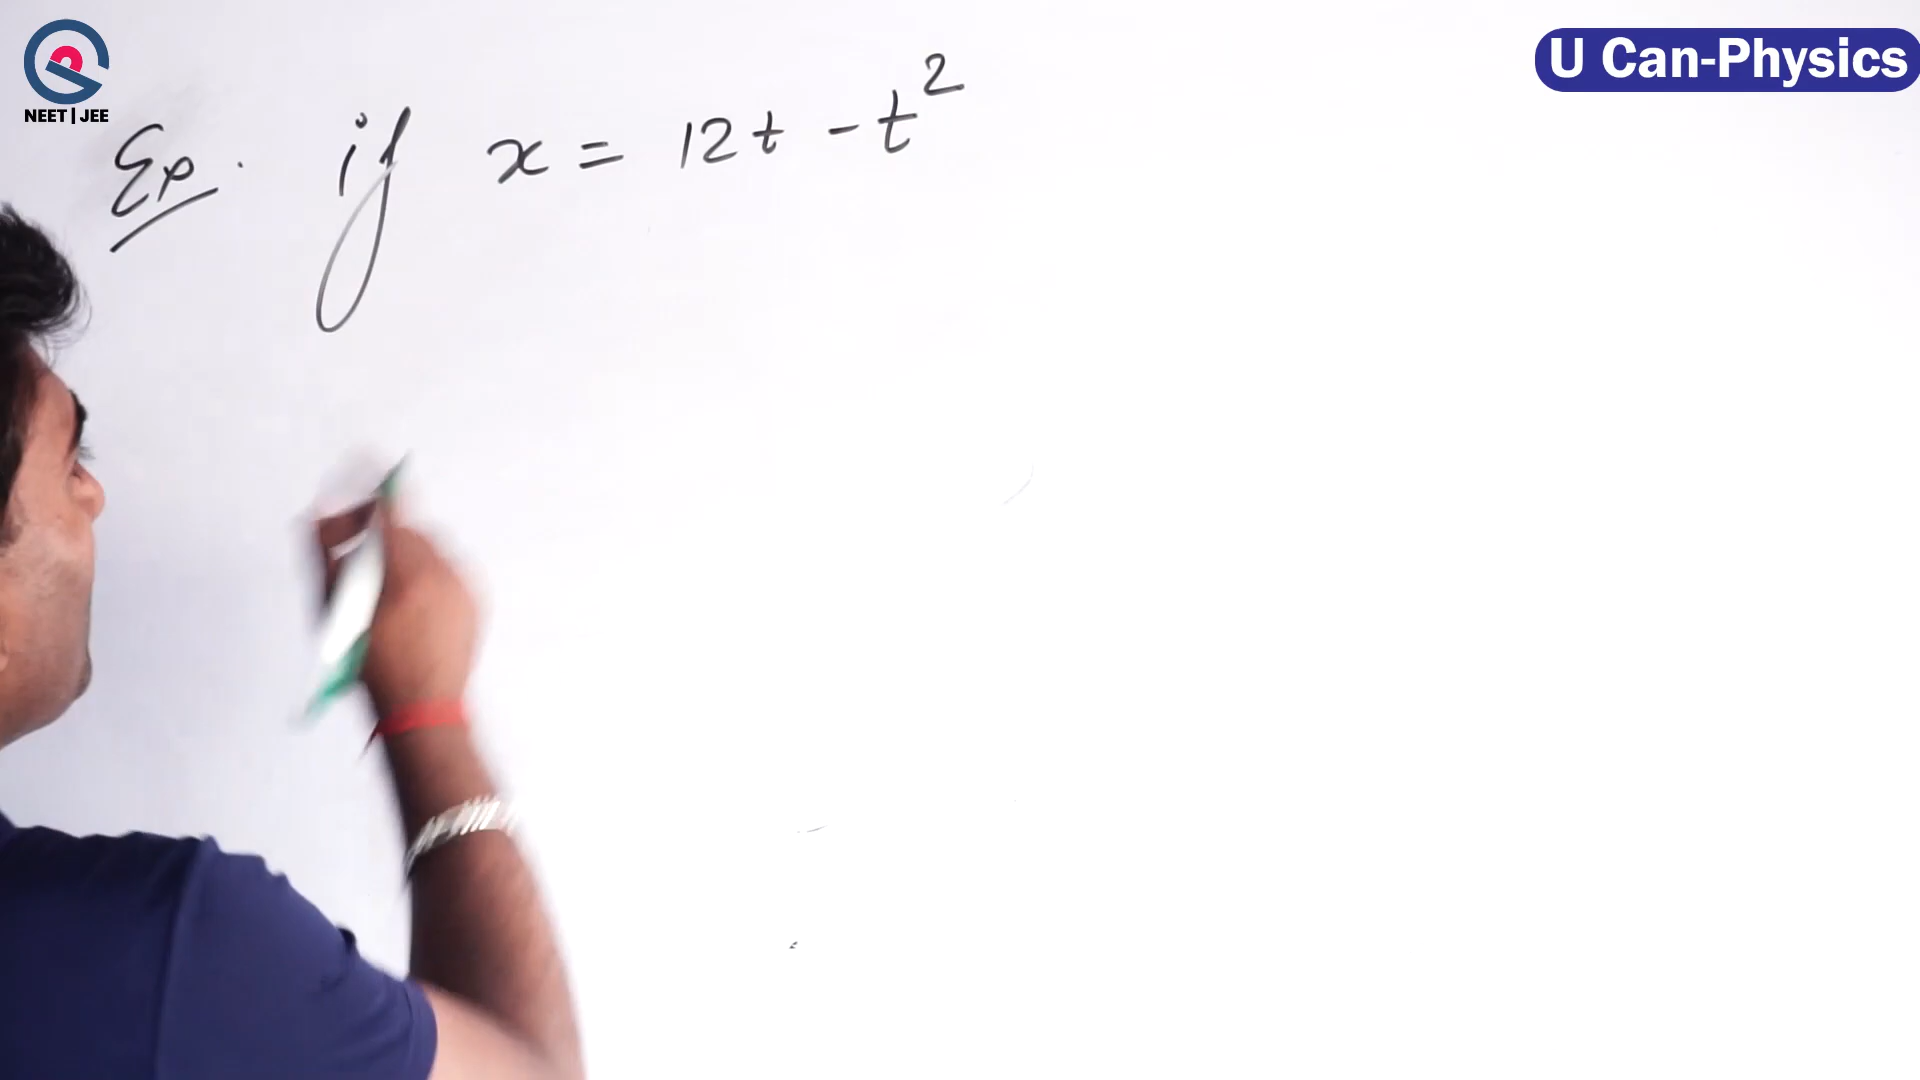 NEET|JEE
U Can-Physics
Ex. if x = 12t - t²